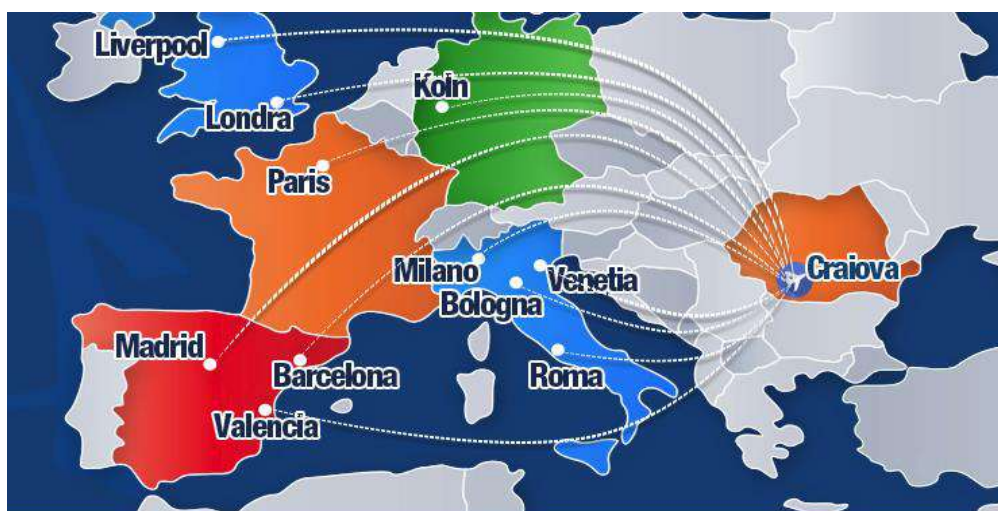 Liverpool
Londra
Koln
Paris
Milano
Venetia
Bologna
Craiova
Madrid
Barcelona
Roma
Valencia